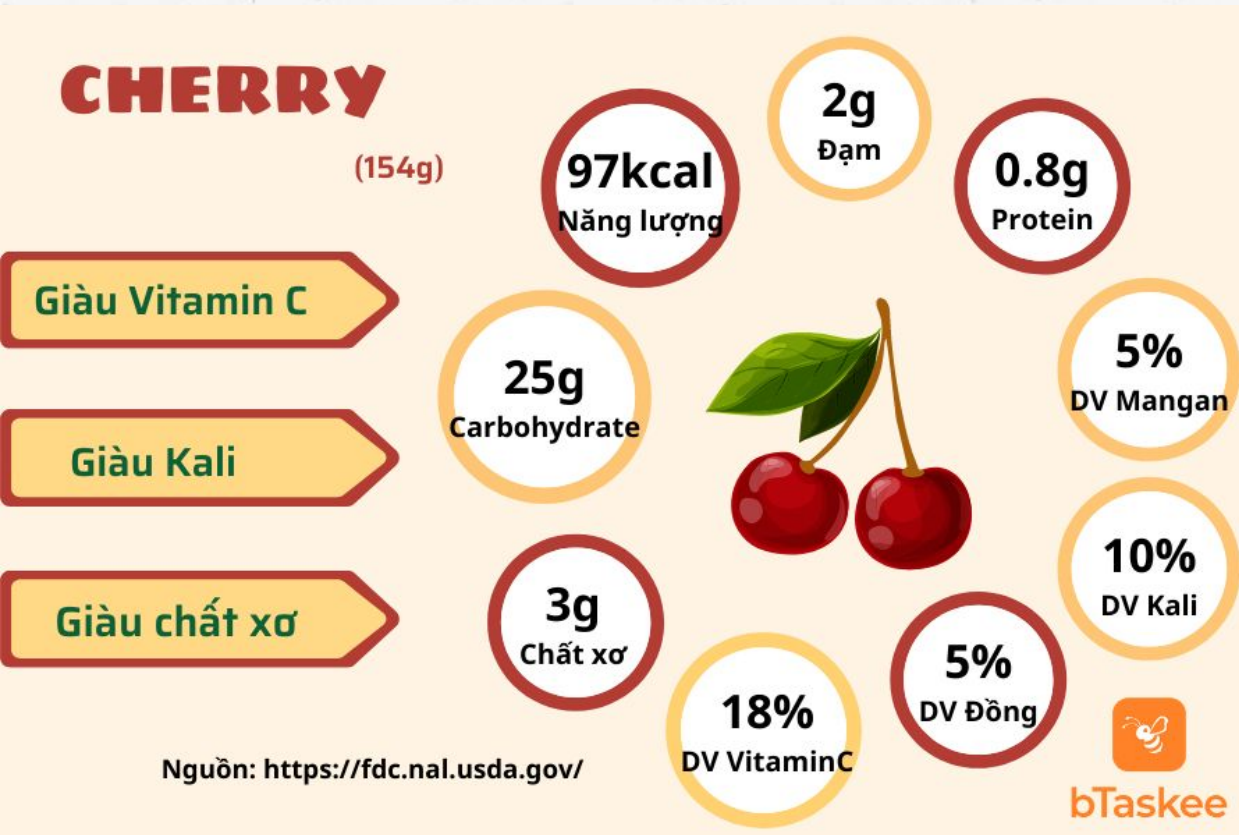 CHERRY
(154g)
Giàu Vitamin C
Giàu Kali
Giàu chất xơ
97kcal
Năng lượng
2g
Đạm
0.8g
Protein
25g
Carbohydrate
5%
DV Mangan
10%
DV Kali
3g
Chất xơ
5%
DV Đồng
18%
DV VitaminC
Nguồn: https://fdc.nal.usda.gov/
bTaskee